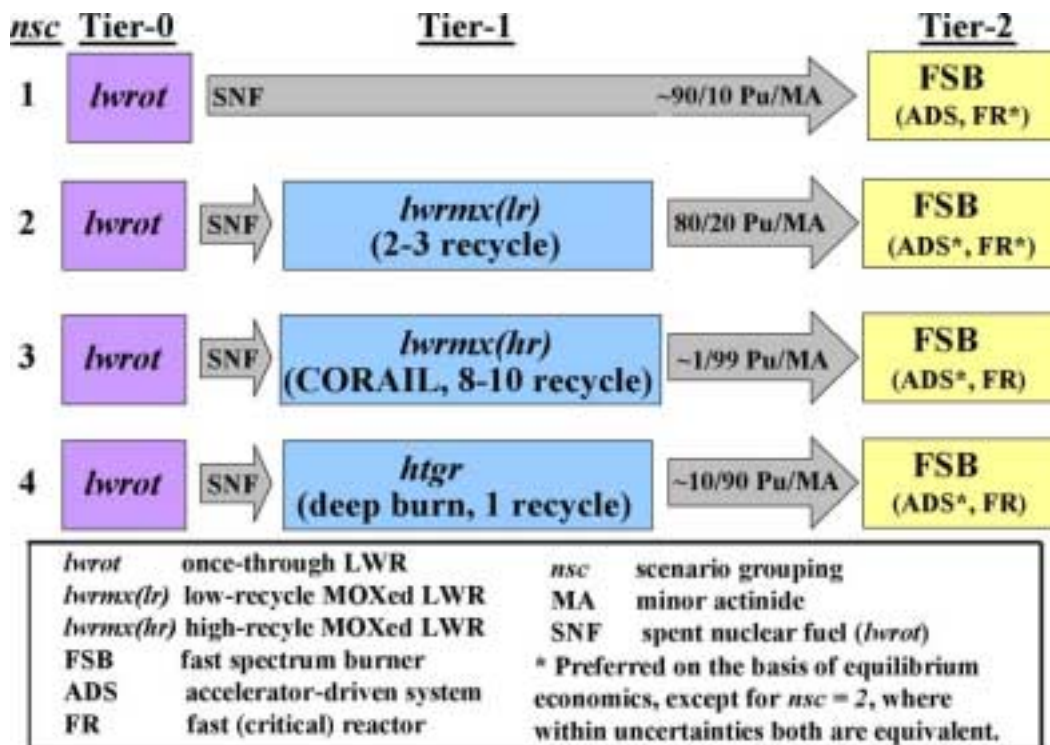 nsc Tier-0 Tier-1 Tier-2
1 lwrot SNF ~90/10 Pu/MA FSB
(ADS, FR*)
2 lwrot SNF lwrmx(lr)
(2-3 recycle) 80/20 Pu/MA FSB
(ADS*, FR*)
3 lwrot SNF lwrmx(hr)
(CORAIL, 8-10 recycle) ~1/99 Pu/MA FSB
(ADS*, FR)
4 lwrot SNF htgr
(deep burn, 1 recycle) ~10/90 Pu/MA FSB
(ADS*, FR)
lwrot once-through LWR
lwrmx(lr) low-recycle MOXed LWR
lwrmx(hr) high-recyle MOXed LWR
FSB fast spectrum burner
ADS accelerator-driven system
FR fast (critical) reactor
nsc scenario grouping
MA minor actinide
SNF spent nuclear fuel (lwrot)
* Preferred on the basis of equilibrium
economics, except for nsc = 2, where
within uncertainties both are equivalent.